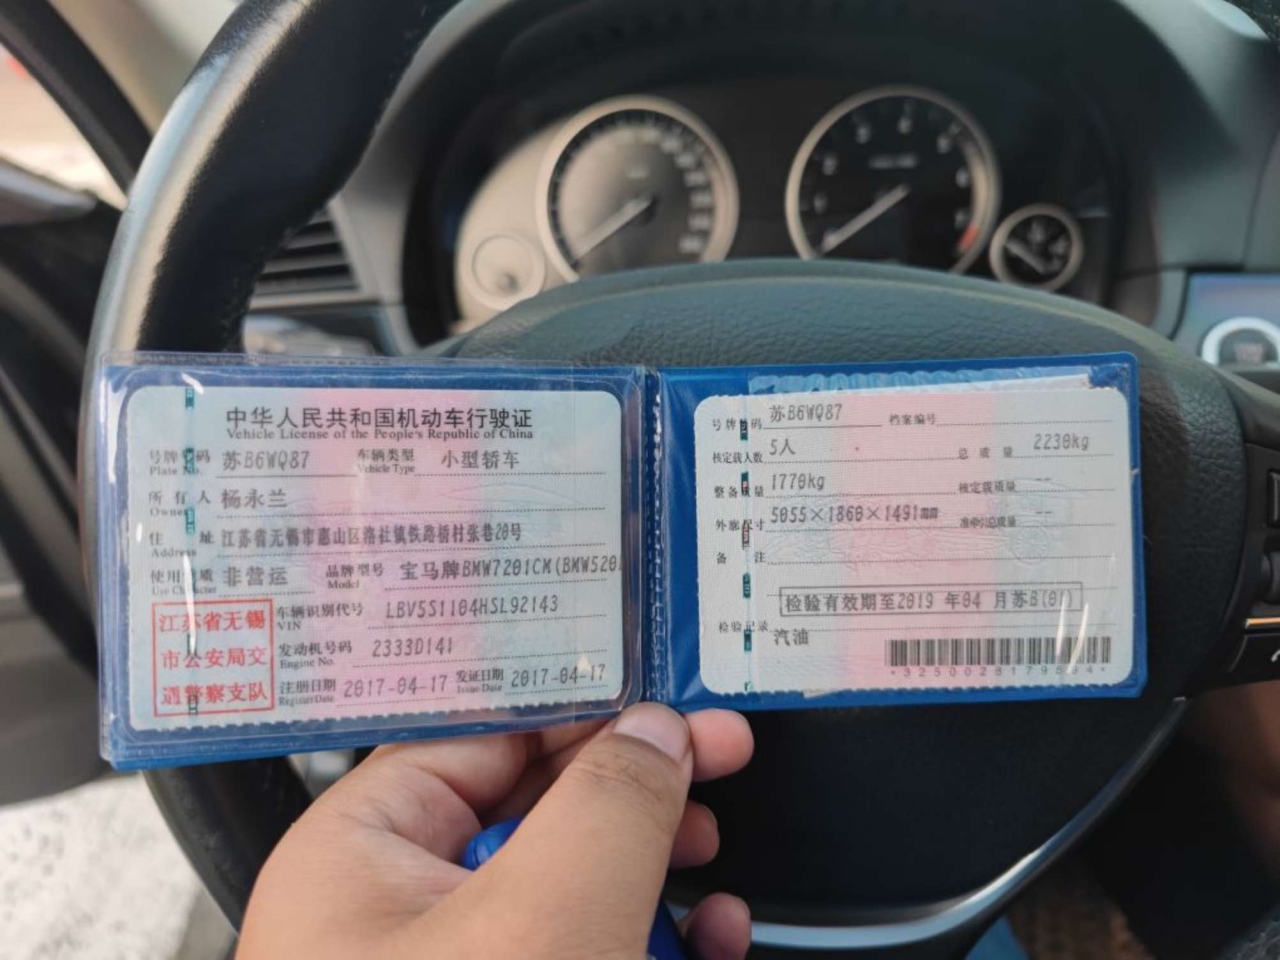 中华人民共和国机动车行驶证
Vehicle License of the People's Republic of China
号牌号码 苏B6WQ87 车辆类型 小型轿车
Plate No. Vehicle Type
所有人 杨永兰
Owner
住址 江苏省无锡市惠山区洛社镇铁路桥村张巷20号
Address
使用性质 非营运 品牌型号 宝马牌BMW7201CM(BMW520
Use Character Model
江苏省无锡
市公安局交
通警察支队
车辆识别代号 LBV5S1104HSL92143
VIN
发动机号码 2333D141
Engine No.
注册日期 2017-04-17 发证日期 2017-04-17
Register Date Issue Date
号牌号码 苏B6WQ87 档案编号
核定载人数 5人 总质量 2230kg
整备质量 1770kg 核定载质量 --
外廓尺寸 5055×1860×1491mm 准牵引总质量 --
备注
检验有效期至2019年04月苏B(01)
检验记录
汽油